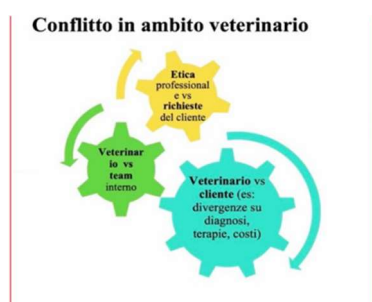 Conflitto in ambito veterinario
Etica
professional
e vs
richieste
del cliente
Veterinar
io vs
team
interno
Veterinario vs
cliente (es:
divergenze su
diagnosi,
terapie, costi)